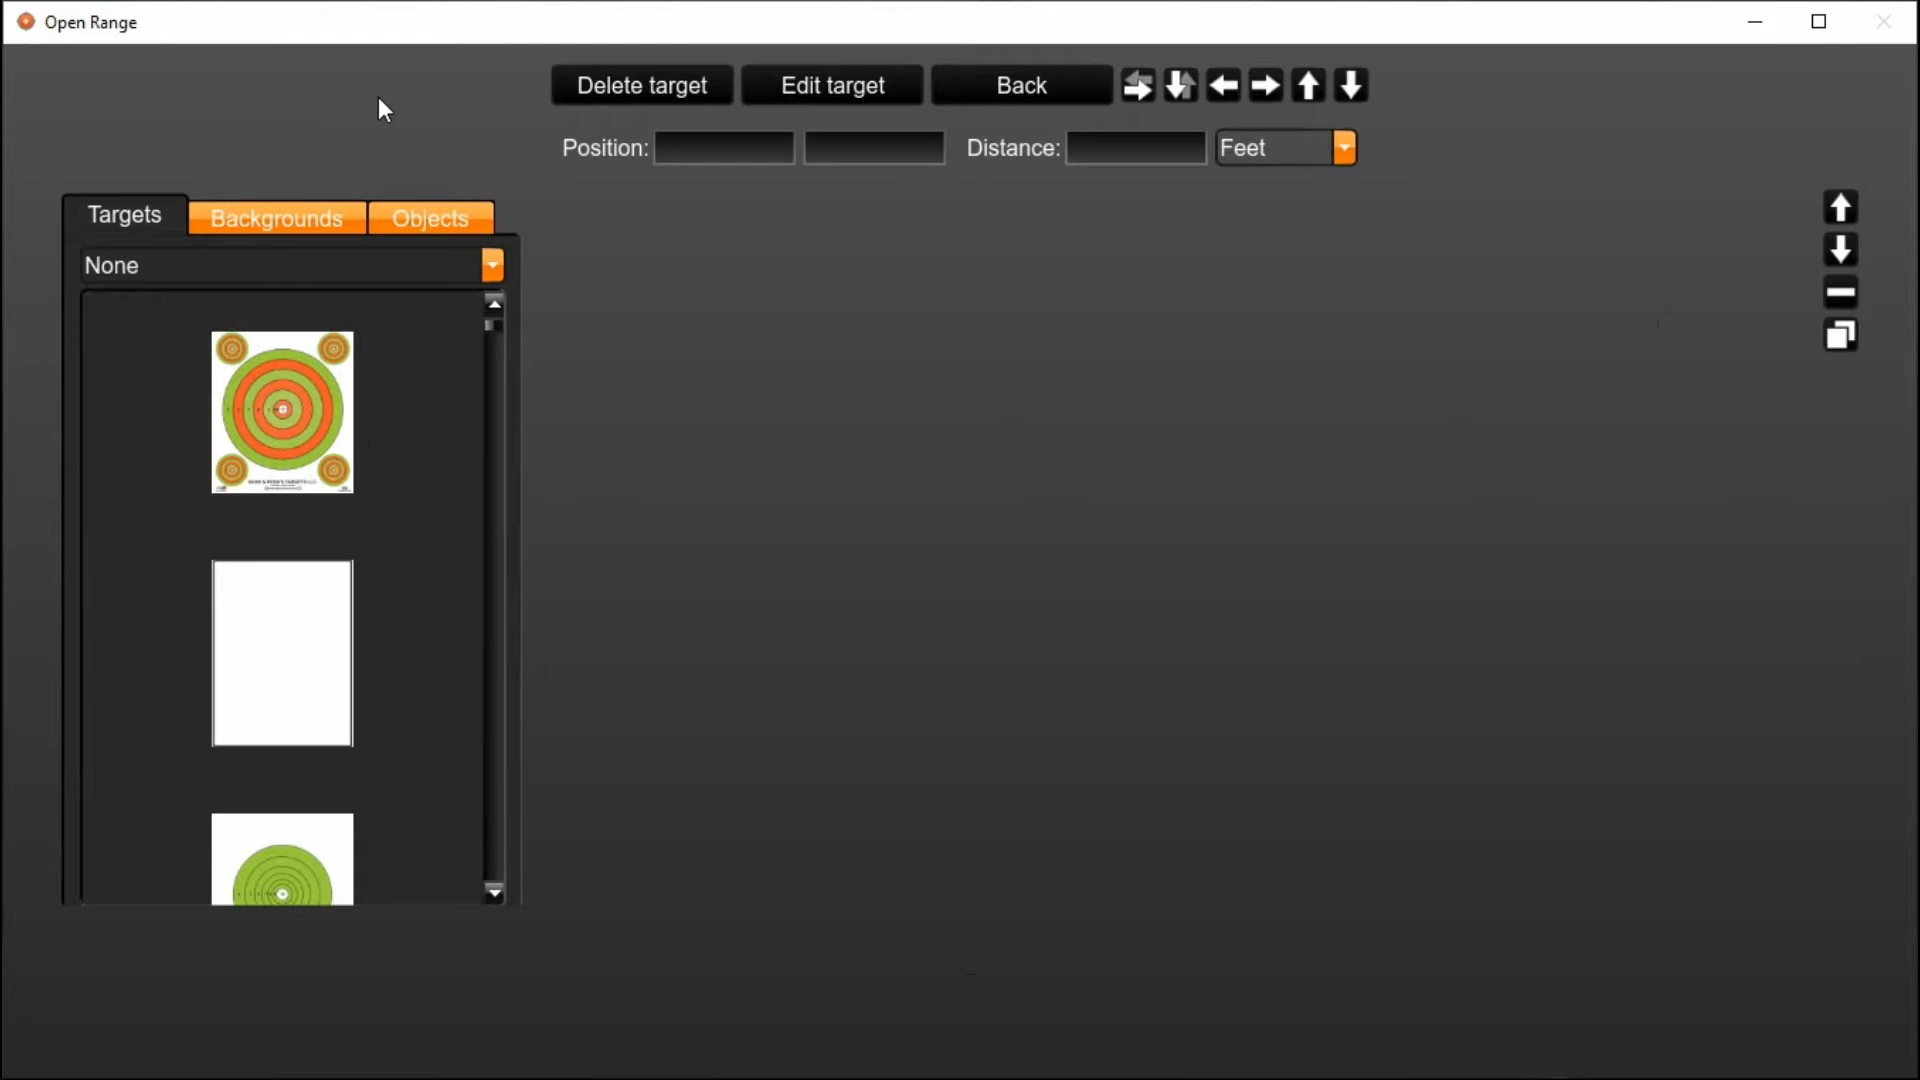 Open Range
Delete target
Edit target
Back
Position:
Distance:
Feet
Targets
Backgrounds
Objects
None